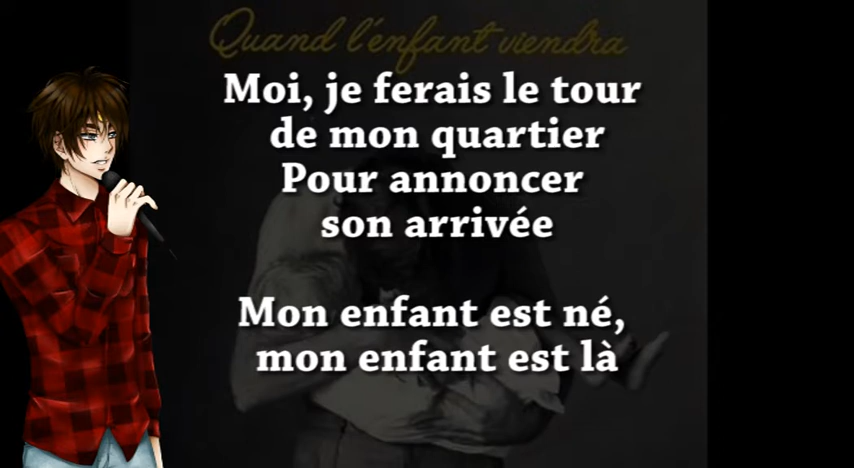 Quand l'enfant viendra
Moi, je ferais le tour
de mon quartier
Pour annoncer
son arrivée
Mon enfant est né,
mon enfant est là